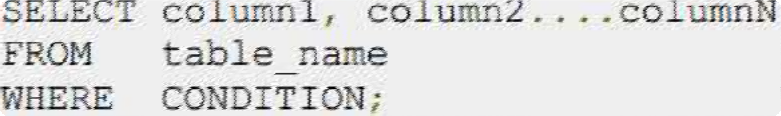 SELECT column1, column2....columnN
FROM   table_name
WHERE  CONDITION;